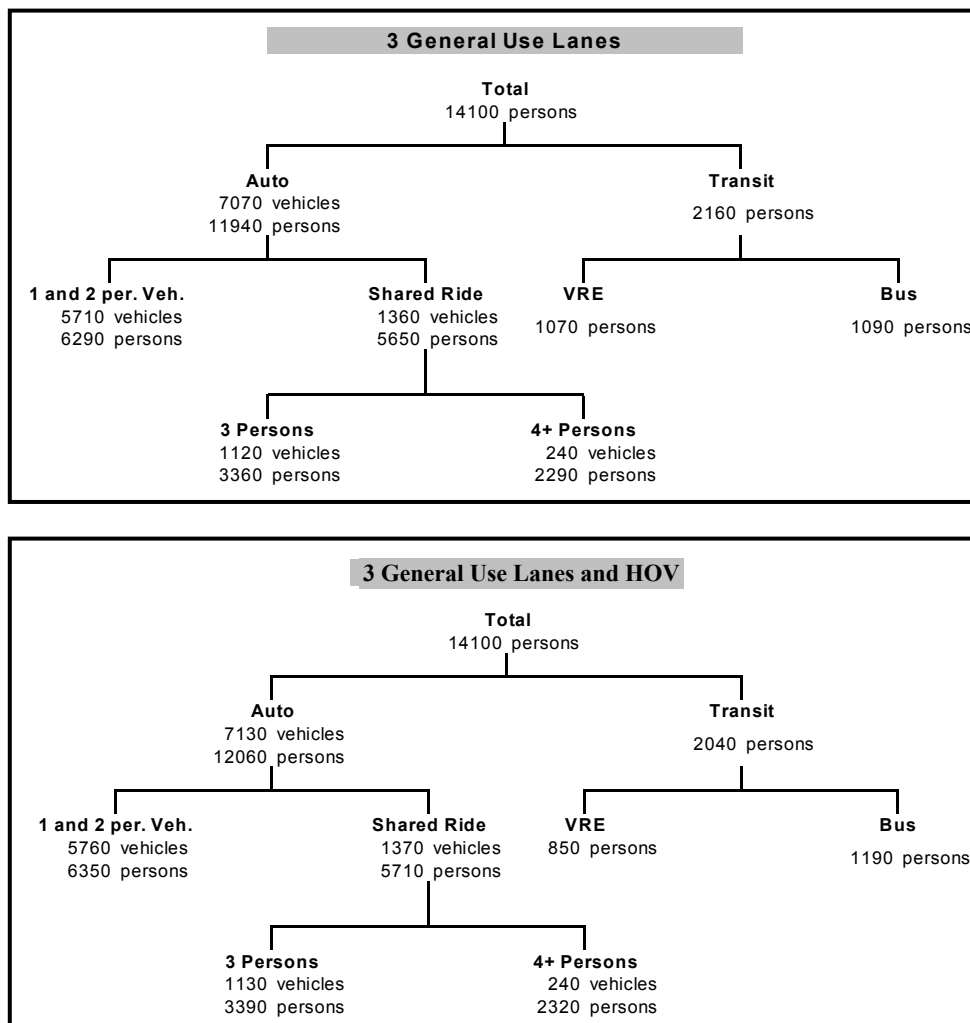 3 General Use Lanes
Total
14100 persons
Auto
7070 vehicles
11940 persons
Transit
2160 persons
1 and 2 per. Veh.
5710 vehicles
6290 persons
Shared Ride
1360 vehicles
5650 persons
VRE
1070 persons
Bus
1090 persons
3 Persons
1120 vehicles
3360 persons
4+ Persons
240 vehicles
2290 persons
3 General Use Lanes and HOV
Total
14100 persons
Auto
7130 vehicles
12060 persons
Transit
2040 persons
1 and 2 per. Veh.
5760 vehicles
6350 persons
Shared Ride
1370 vehicles
5710 persons
VRE
850 persons
Bus
1190 persons
3 Persons
1130 vehicles
3390 persons
4+ Persons
240 vehicles
2320 persons